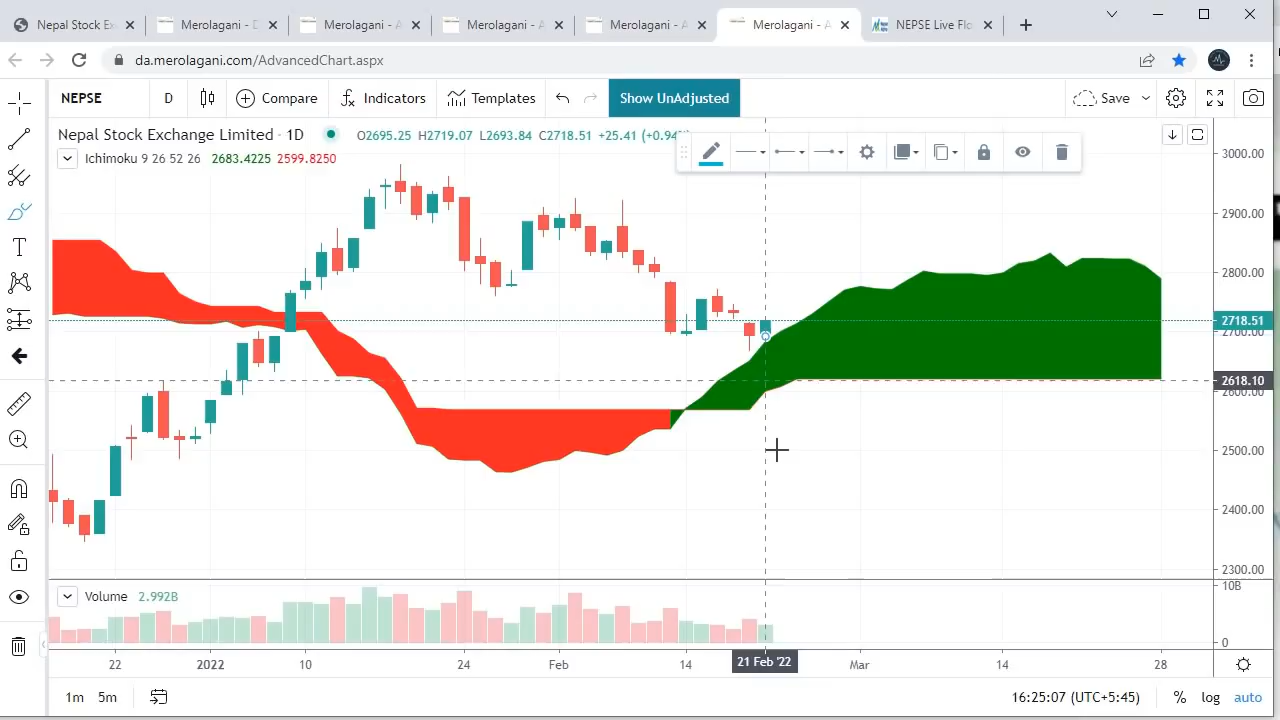 Nepal Stock Ex
Merolagani - D
Merolagani - A
Merolagani - A
Merolagani - A
Merolagani - A
NEPSE Live Flo
da.merolagani.com/AdvancedChart.aspx
NEPSE
D
Compare
Indicators
Templates
Show UnAdjusted
Save
Nepal Stock Exchange Limited · 1D
O2695.25 H2719.07 L2693.84 C2718.51 +25.41 (+0.94%
Ichimoku 9 26 52 26 2683.4225 2599.8250
3000.00
2900.00
2800.00
2718.51
2700.00
2618.10
2600.00
2500.00
2400.00
2300.00
Volume 2.992B
10B
0
22
2022
10
24
Feb
14
21 Feb '22
Mar
14
28
1m
5m
16:25:07 (UTC+5:45)
%
log
auto